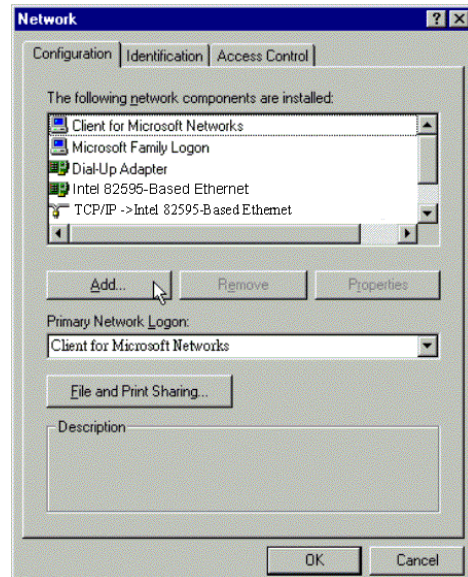 Network
Configuration Identification Access Control
The following network components are installed:
Client for Microsoft Networks
Microsoft Family Logon
Dial-Up Adapter
Intel 82595-Based Ethernet
TCP/IP ->Intel 82595-Based Ethernet
Add... Remove Properties
Primary Network Logon:
Client for Microsoft Networks
File and Print Sharing...
Description
OK Cancel